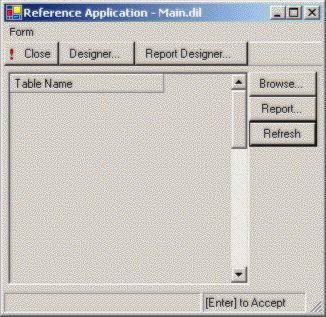 Reference Application - Main.dil
Form
! Close Designer... Report Designer...
Table Name
Browse...
Report...
Refresh
[Enter] to Accept